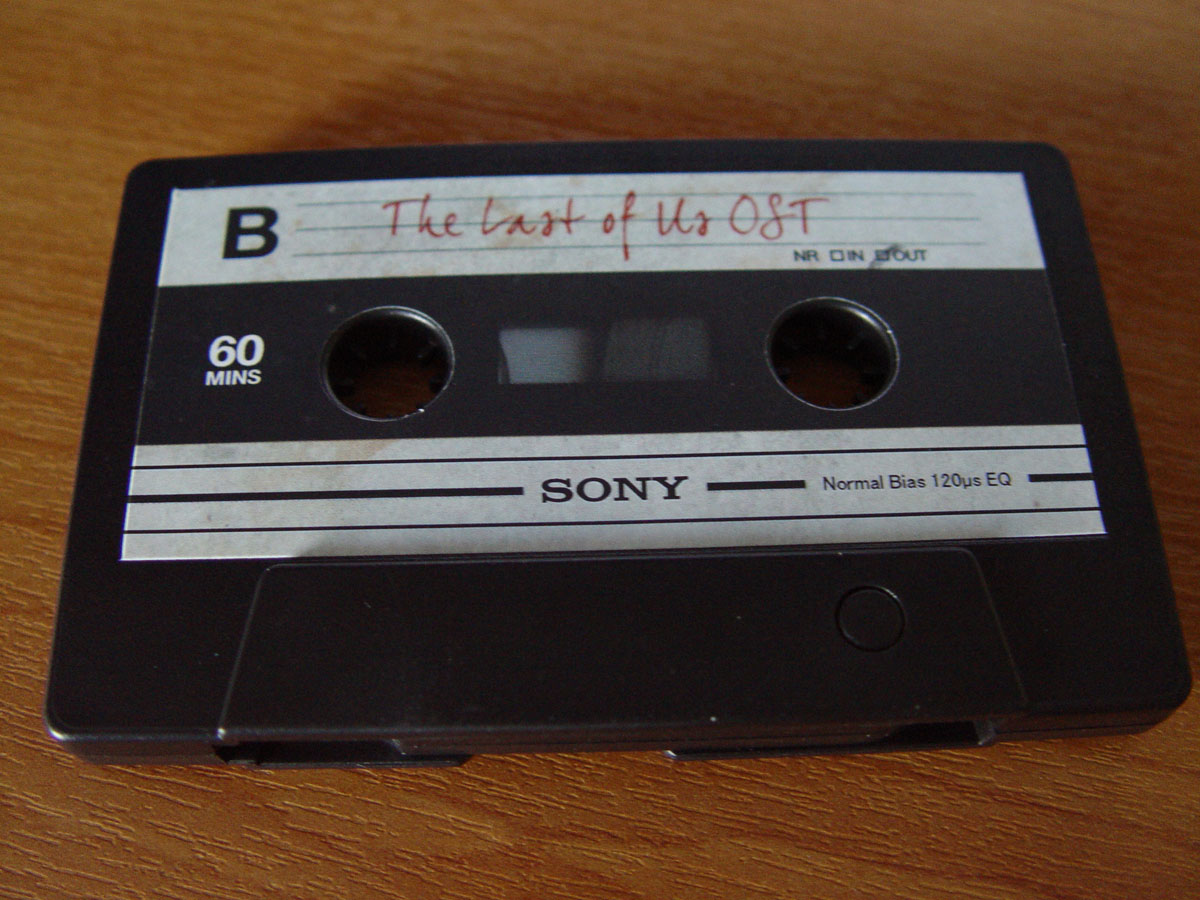 B The Last of Us OST
NR □IN □OUT
60
MINS
SONY Normal Bias 120µs EQ